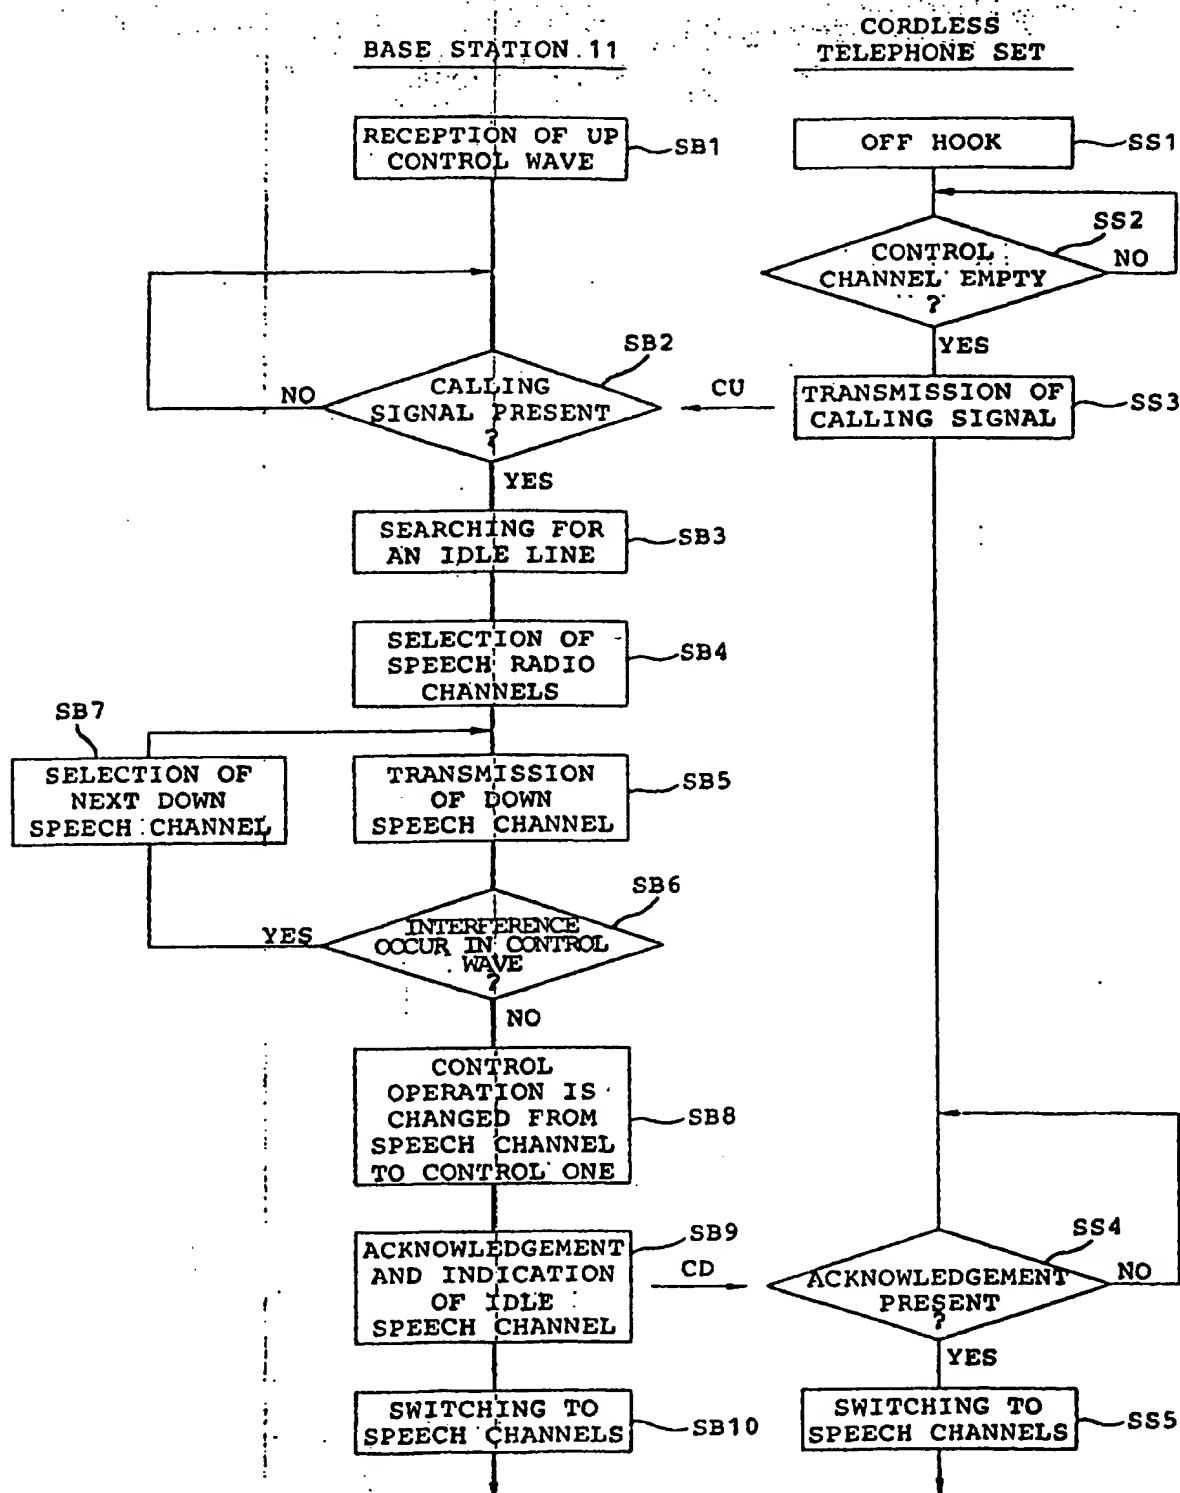 BASE STATION 11
CORDLESS
TELEPHONE SET
RECEPTION OF UP
CONTROL WAVE
SB1
OFF HOOK
SS1
SS2
CONTROL
CHANNEL EMPTY
?
NO
YES
SB2
CALLING
SIGNAL PRESENT
?
NO
CU
TRANSMISSION OF
CALLING SIGNAL
SS3
YES
SEARCHING FOR
AN IDLE LINE
SB3
SELECTION OF
SPEECH RADIO
CHANNELS
SB4
SB7
SELECTION OF
NEXT DOWN
SPEECH CHANNEL
TRANSMISSION
OF DOWN
SPEECH CHANNEL
SB5
SB6
INTERFERENCE
OCCUR IN CONTROL
WAVE
?
YES
NO
CONTROL
OPERATION IS
CHANGED FROM
SPEECH CHANNEL
TO CONTROL ONE
SB8
ACKNOWLEDGEMENT
AND INDICATION
OF IDLE
SPEECH CHANNEL
SB9
CD
SS4
ACKNOWLEDGEMENT
PRESENT
?
NO
YES
SWITCHING TO
SPEECH CHANNELS
SB10
SWITCHING TO
SPEECH CHANNELS
SS5